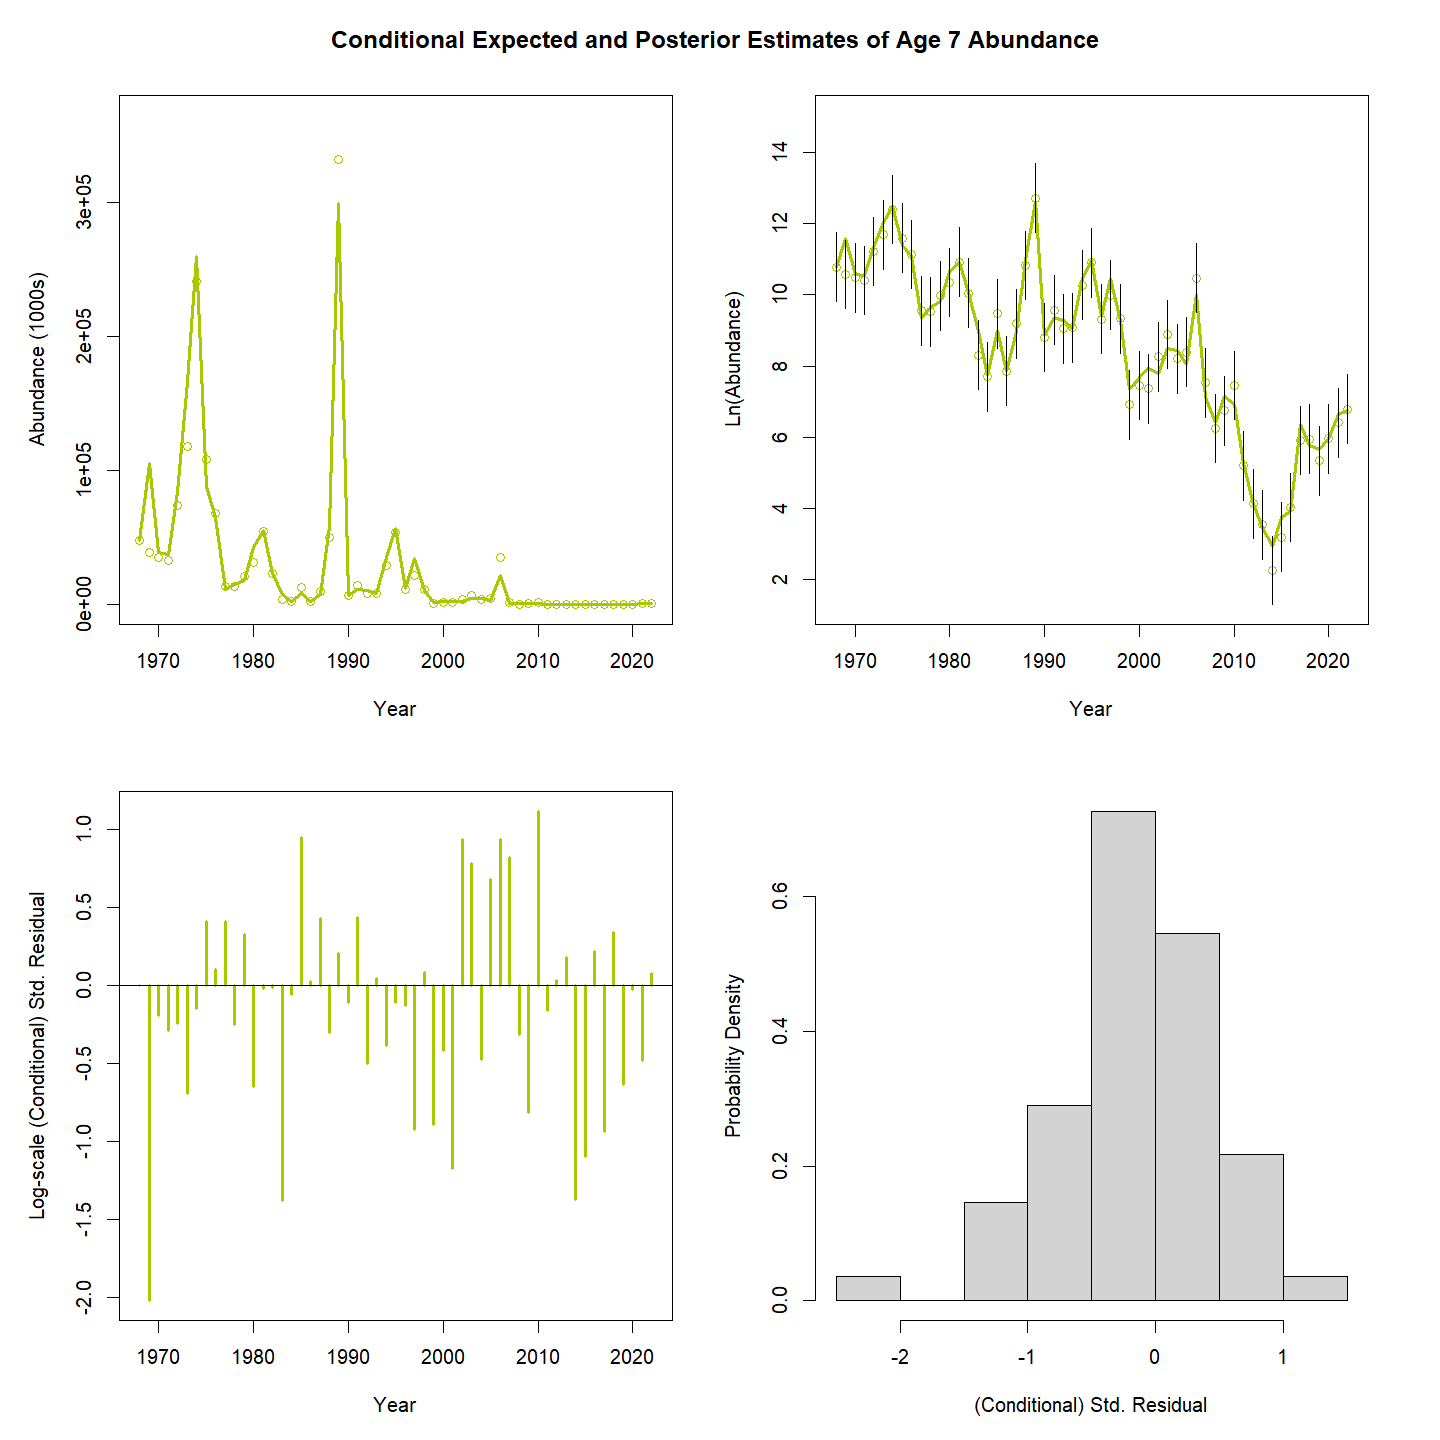 Conditional Expected and Posterior Estimates of Age 7 Abundance
Abundance (1000s)
0e+00 1e+05 2e+05 3e+05
1970 1980 1990 2000 2010 2020
Year
Ln(Abundance)
2 4 6 8 10 12 14
1970 1980 1990 2000 2010 2020
Year
Log-scale (Conditional) Std. Residual
-2.0 -1.5 -1.0 -0.5 0.0 0.5 1.0
1970 1980 1990 2000 2010 2020
Year
Probability Density
0.0 0.2 0.4 0.6
-2 -1 0 1
(Conditional) Std. Residual